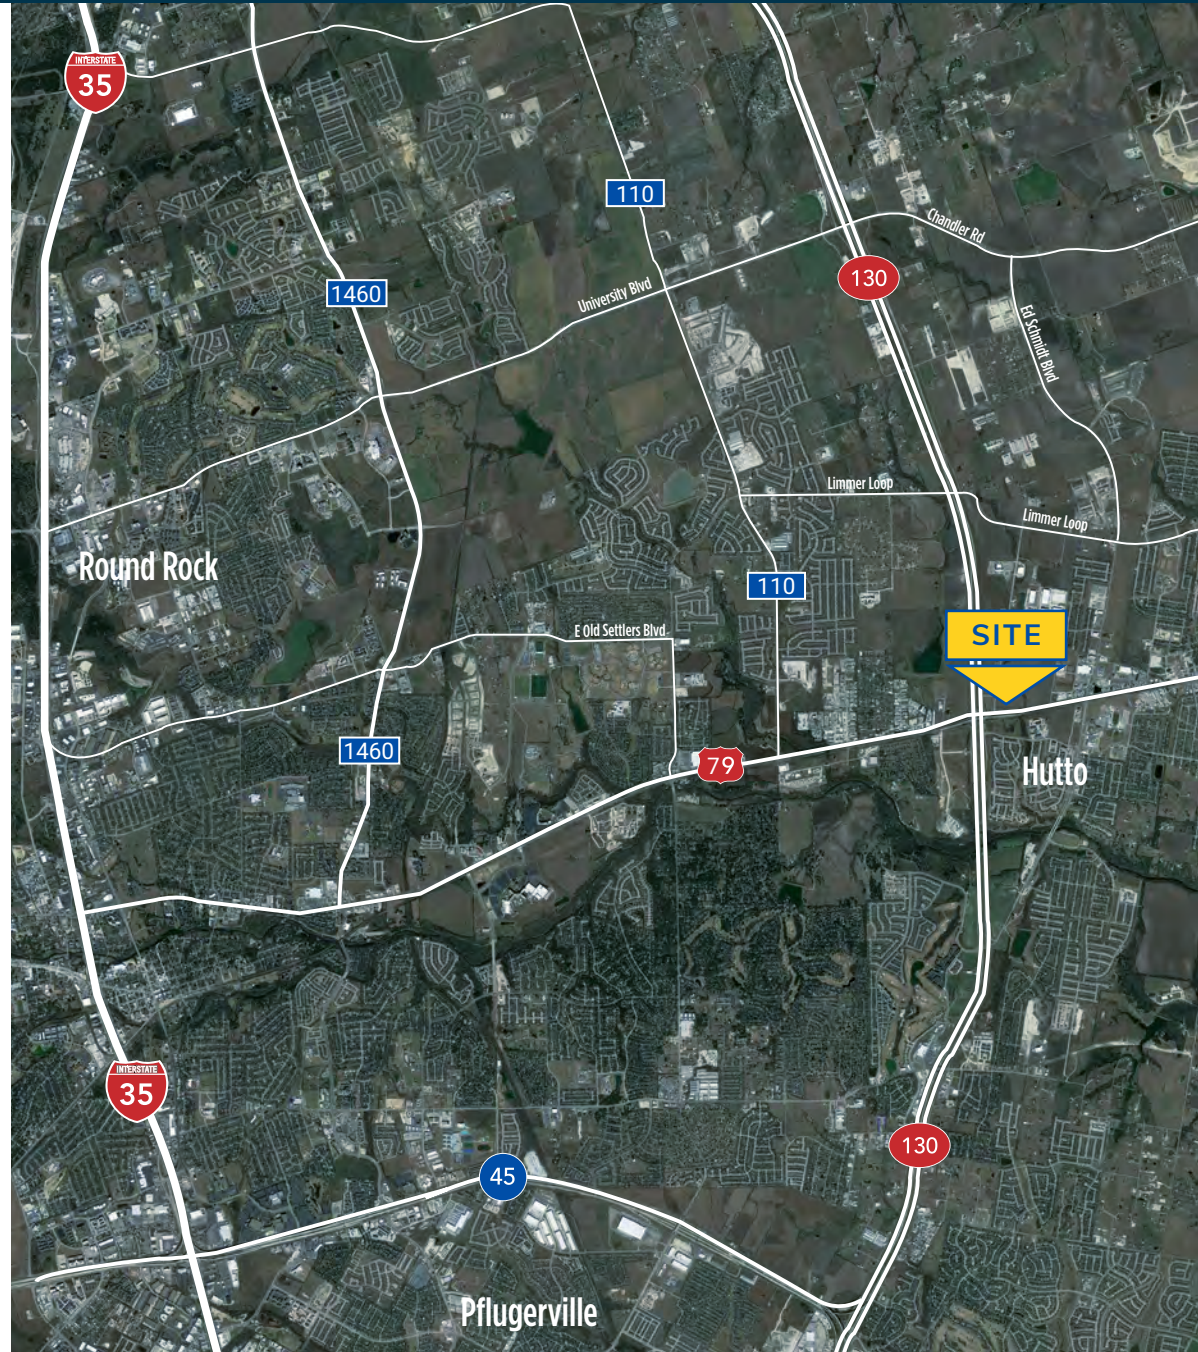 INTERSTATE
35
110
Chandler Rd
130
University Blvd
1460
Ed Schmidt Blvd
Limmer Loop
Limmer Loop
Round Rock
110
E Old Settlers Blvd
SITE
1460
79
Hutto
INTERSTATE
35
130
45
Pflugerville